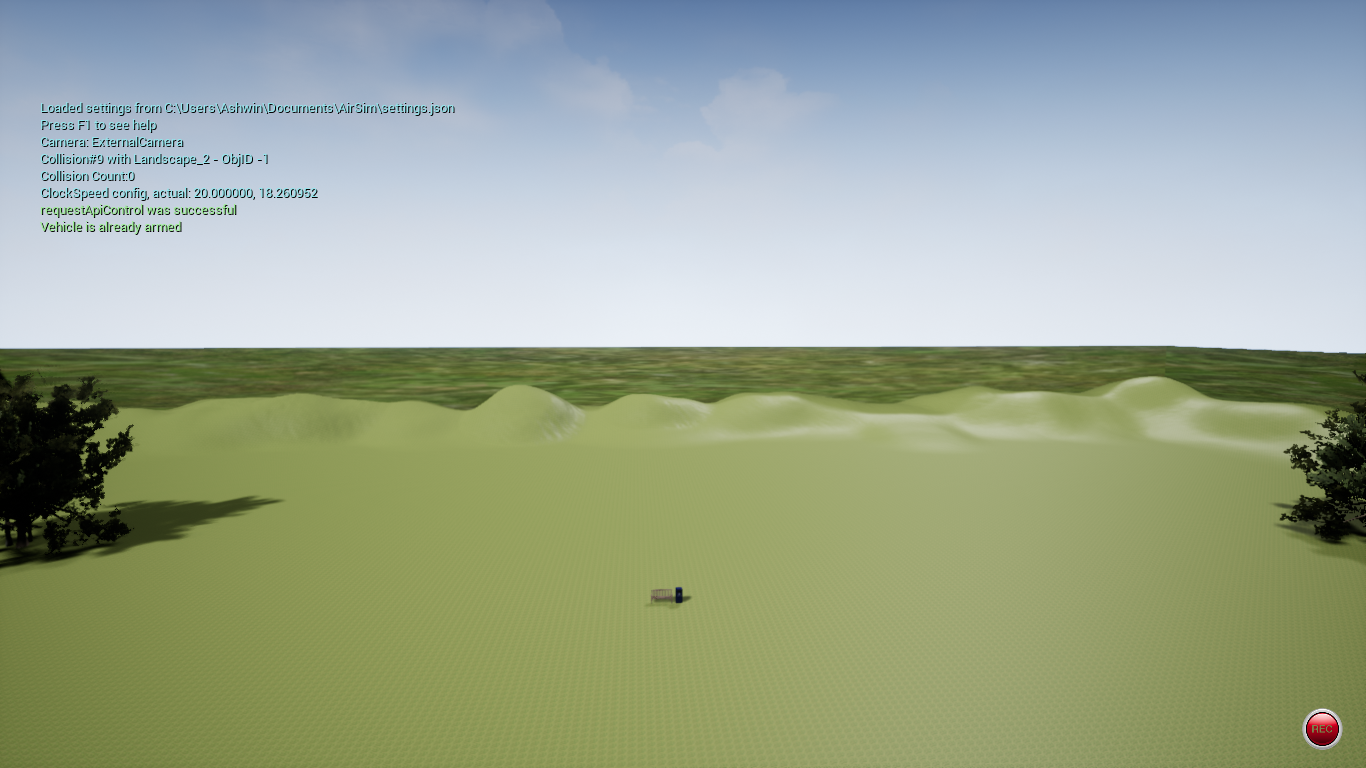 Loaded settings from C:\Users\Ashwin\Documents\AirSim\settings.json
Press F1 to see help
Camera: ExternalCamera
Collision#9 with Landscape_2 - ObjID -1
Collision Count:0
ClockSpeed config, actual: 20.000000, 18.260952
requestApiControl was successful
Vehicle is already armed
REC